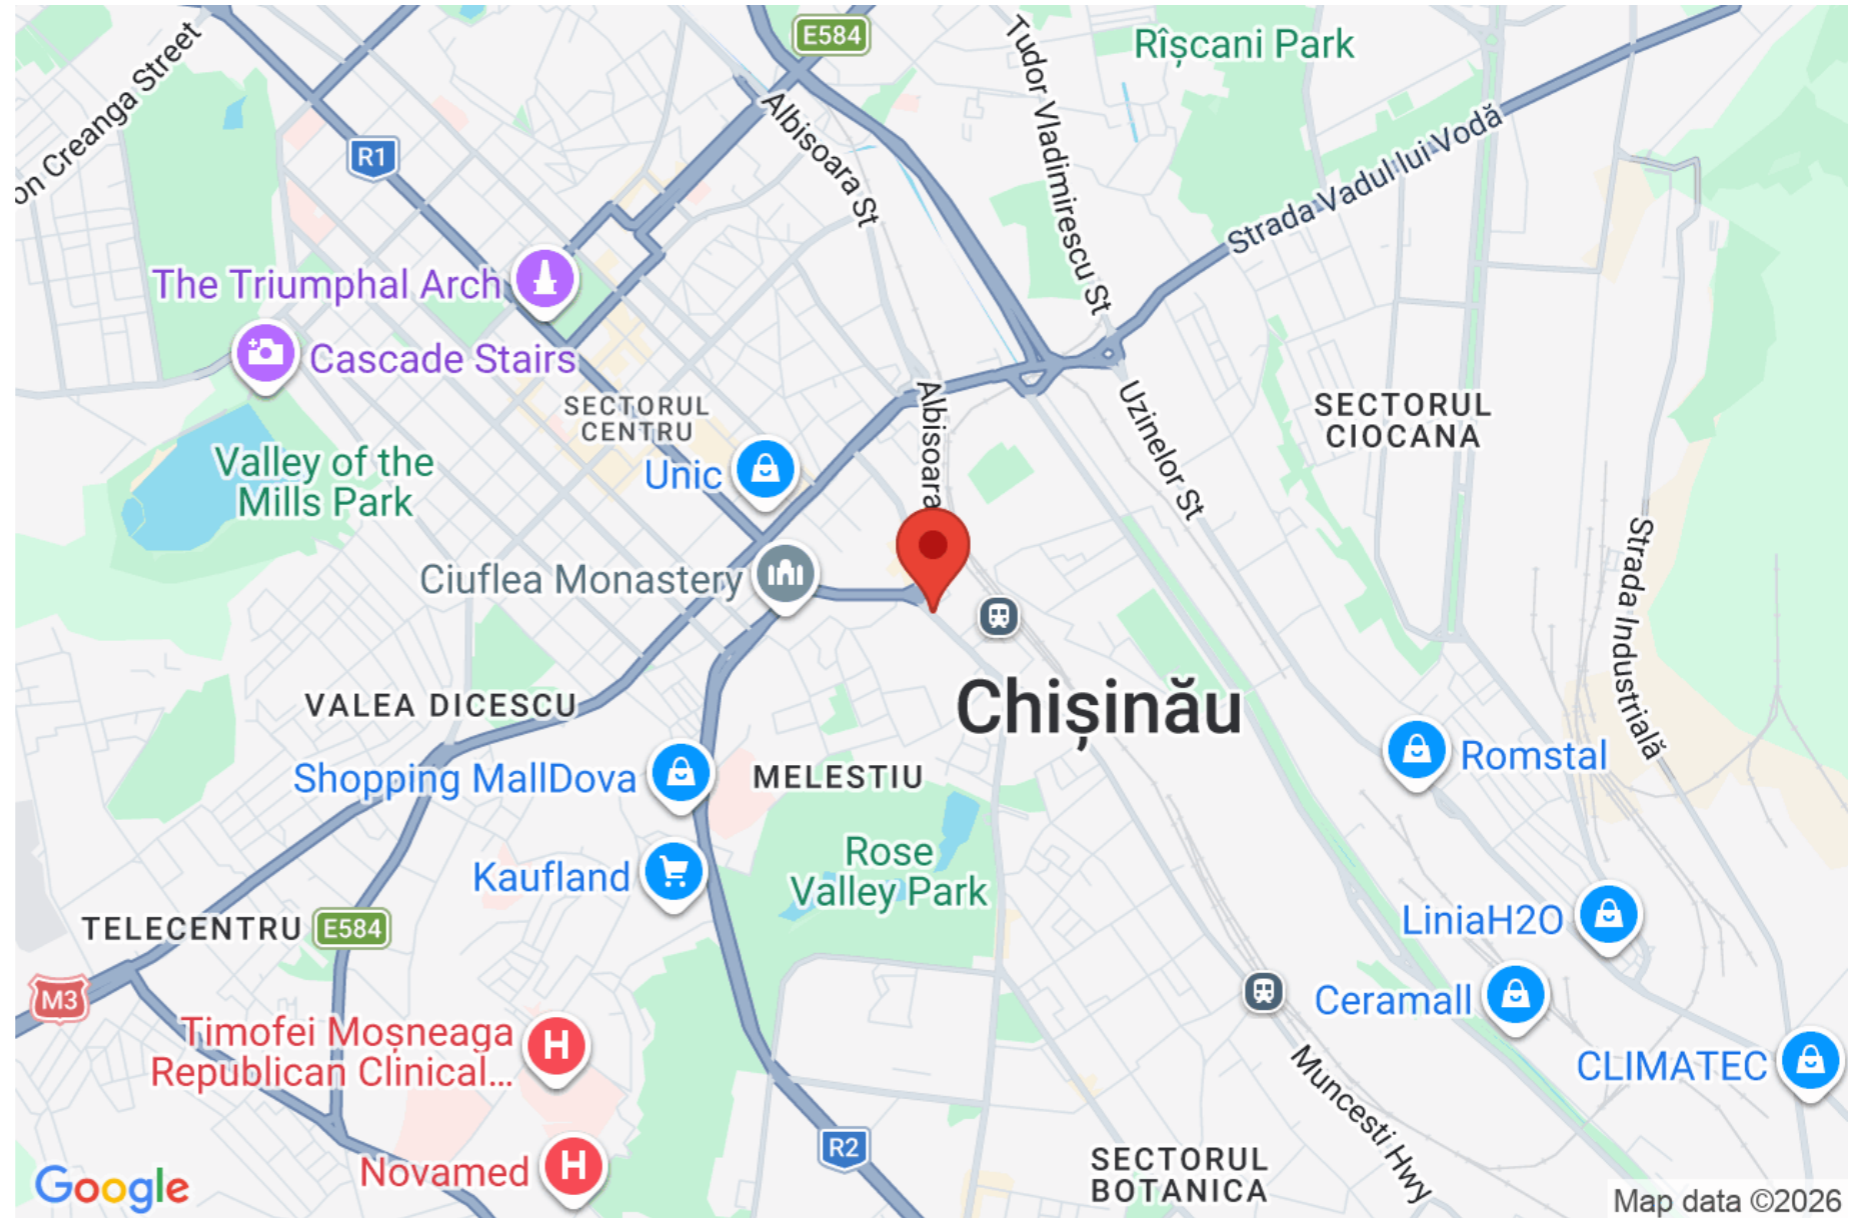 E584
Rîșcani Park
on Creanga Street
Tudor Vladimirescu St
R1
Albisoara St
Strada Vadul lui Vodă
The Triumphal Arch
Cascade Stairs
Albisoara
Uzinelor St
SECTORUL
CENTRU
SECTORUL
CIOCANA
Valley of the
Mills Park
Unic
Strada Industrială
Ciuflea Monastery
VALEA DICESCU
Chișinău
Shopping MallDova
MELESTIU
Romstal
Rose
Valley Park
Kaufland
TELECENTRU
E584
LiniaH2O
M3
Ceramall
Timofei Moșneaga
Republican Clinical...
H
CLIMATEC
Muncesti Hwy
R2
Novamed
H
SECTORUL
BOTANICA
Google
Map data ©2026